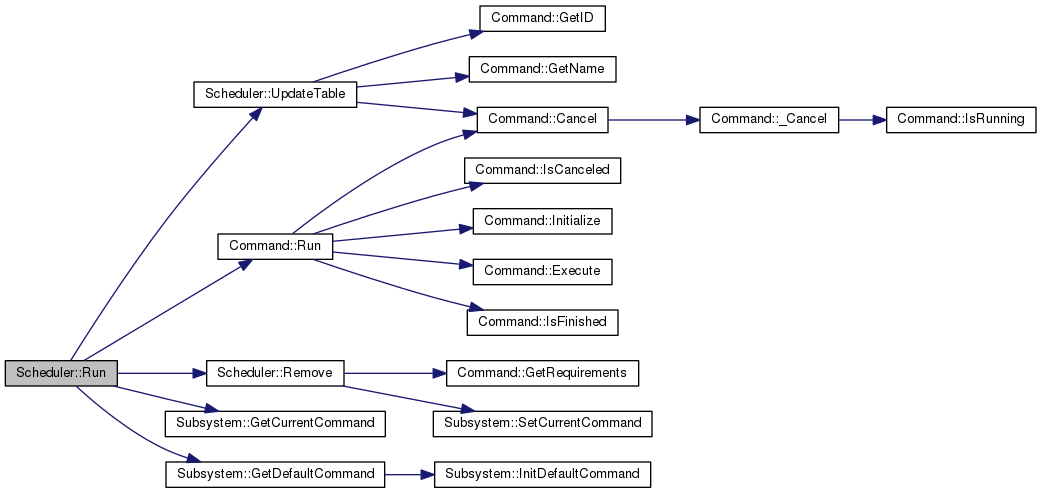 Command::GetID
Command::GetName
Scheduler::UpdateTable
Command::Cancel
Command::_Cancel
Command::IsRunning
Command::IsCanceled
Command::Initialize
Command::Run
Command::Execute
Command::IsFinished
Scheduler::Run
Scheduler::Remove
Command::GetRequirements
Subsystem::GetCurrentCommand
Subsystem::SetCurrentCommand
Subsystem::GetDefaultCommand
Subsystem::InitDefaultCommand